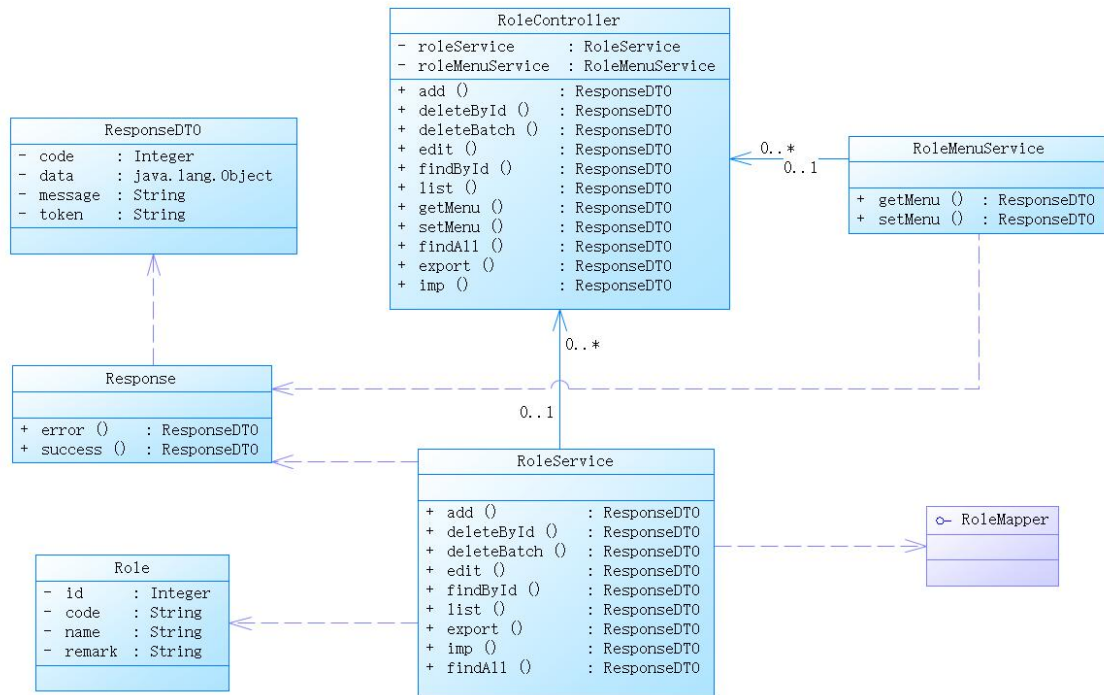 RoleController
- roleService : RoleService
- roleMenuService : RoleMenuService
+ add () : ResponseDTO
+ deleteById () : ResponseDTO
+ deleteBatch () : ResponseDTO
+ edit () : ResponseDTO
+ findById () : ResponseDTO
+ list () : ResponseDTO
+ getMenu () : ResponseDTO
+ setMenu () : ResponseDTO
+ findAll () : ResponseDTO
+ export () : ResponseDTO
+ imp () : ResponseDTO
ResponseDTO
- code : Integer
- data : java.lang.Object
- message : String
- token : String
0..*
0..1
RoleMenuService
+ getMenu () : ResponseDTO
+ setMenu () : ResponseDTO
0..*
0..1
Response
+ error () : ResponseDTO
+ success () : ResponseDTO
RoleService
+ add () : ResponseDTO
+ deleteById () : ResponseDTO
+ deleteBatch () : ResponseDTO
+ edit () : ResponseDTO
+ findById () : ResponseDTO
+ list () : ResponseDTO
+ export () : ResponseDTO
+ imp () : ResponseDTO
+ findAll () : ResponseDTO
RoleMapper
Role
- id : Integer
- code : String
- name : String
- remark : String